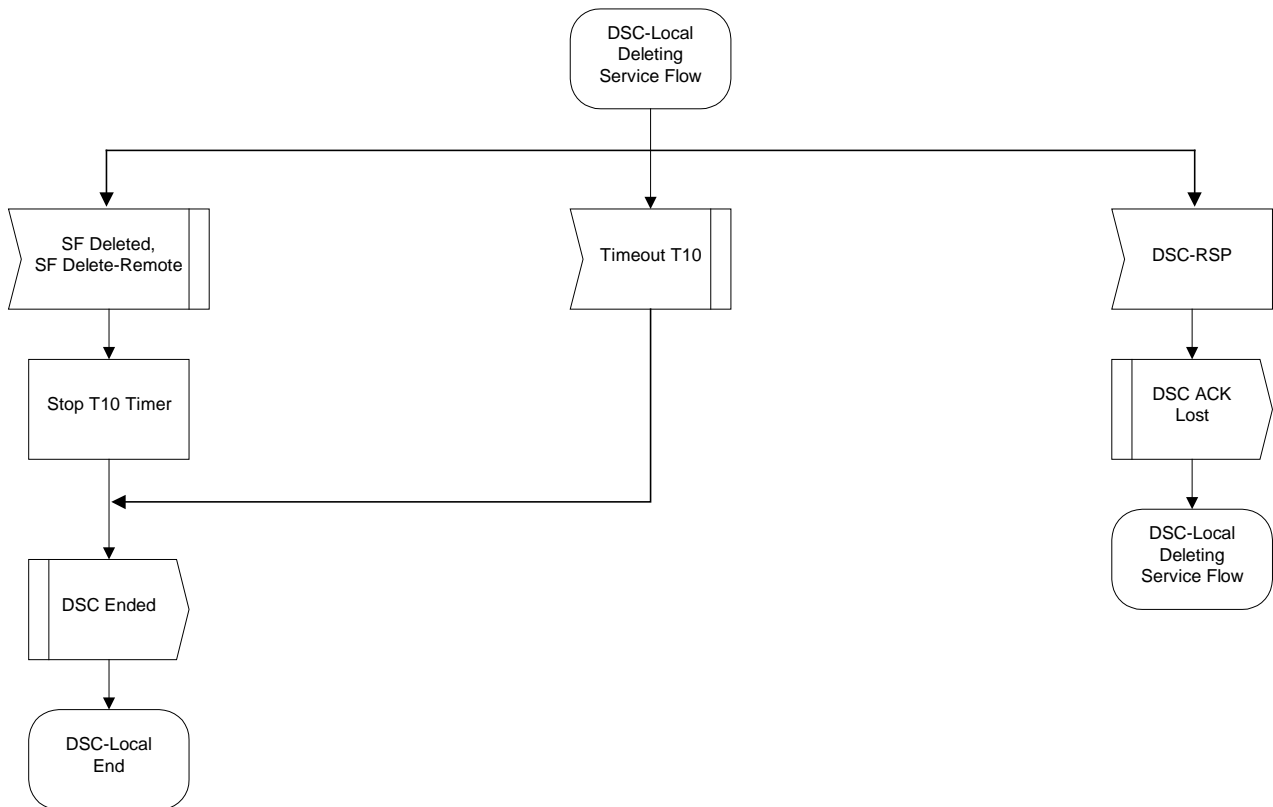 DSC-Local
Deleting
Service Flow
SF Deleted,
SF Delete-Remote
Timeout T10
DSC-RSP
Stop T10 Timer
DSC ACK
Lost
DSC-Local
Deleting
Service Flow
DSC Ended
DSC-Local
End